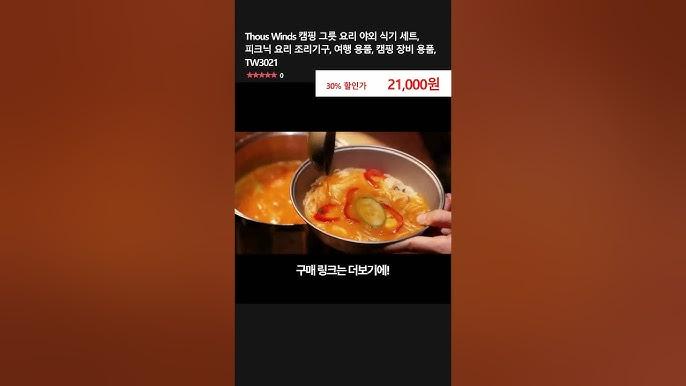 Thous Winds 캠핑 그릇 요리 야외 식기 세트,
피크닉 요리 조리기구, 여행 용품, 캠핑 장비 용품,
TW3021
★★★★★ 0
30% 할인가 21,000원
구매 링크는 더보기에!